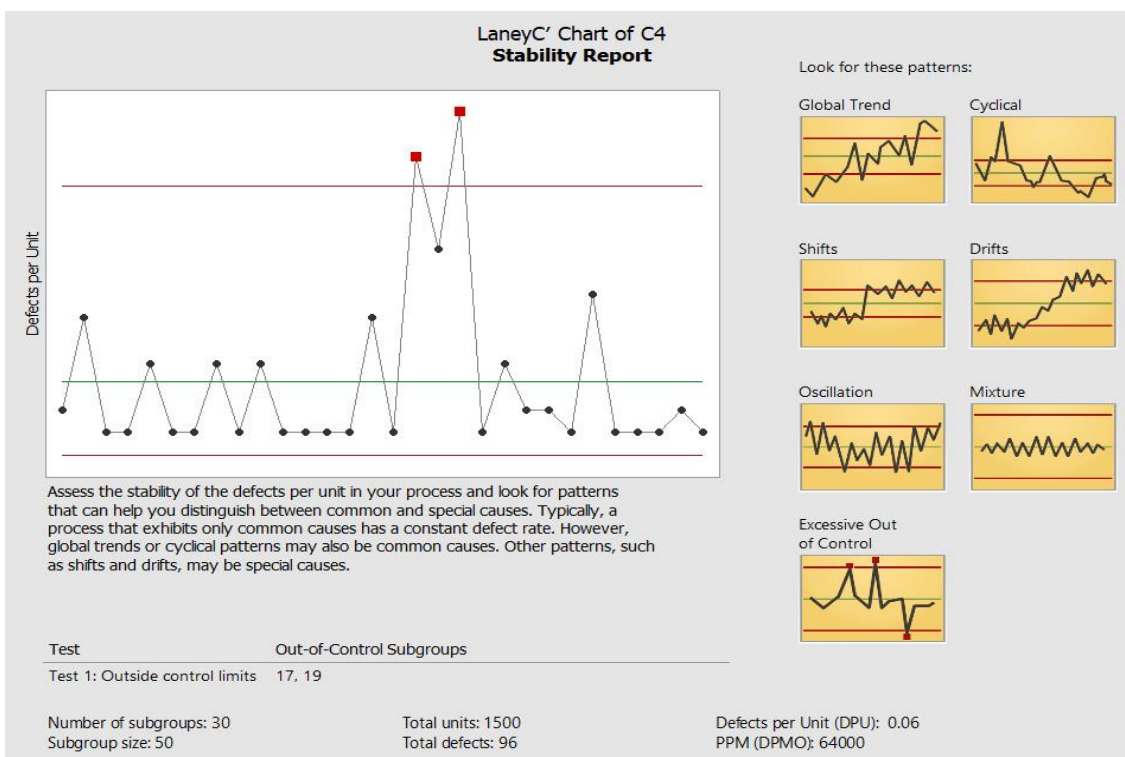 LaneyC' Chart of C4
Stability Report
Defects per Unit
Assess the stability of the defects per unit in your process and look for patterns
that can help you distinguish between common and special causes. Typically, a
process that exhibits only common causes has a constant defect rate. However,
global trends or cyclical patterns may also be common causes. Other patterns, such
as shifts and drifts, may be special causes.
Look for these patterns:
Global Trend
Cyclical
Shifts
Drifts
Oscillation
Mixture
Excessive Out
of Control
Test Out-of-Control Subgroups
Test 1: Outside control limits 17, 19
Number of subgroups: 30 Total units: 1500 Defects per Unit (DPU): 0.06
Subgroup size: 50 Total defects: 96 PPM (DPMO): 64000